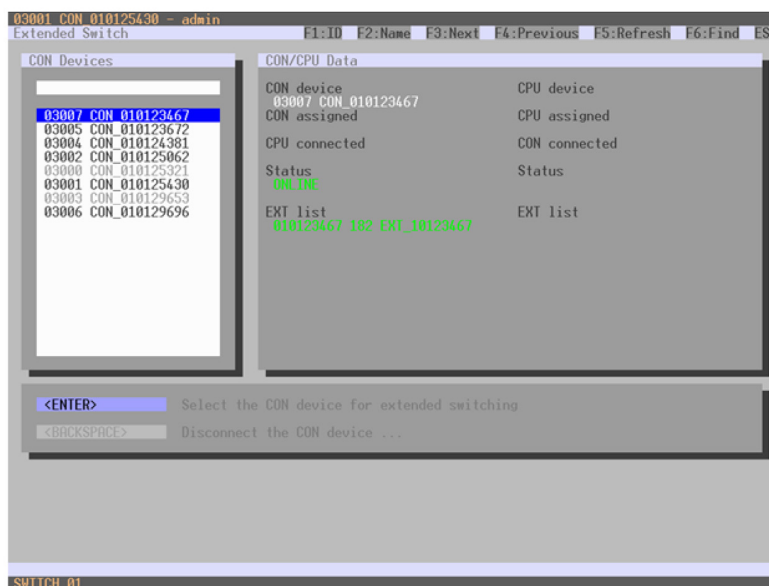 03001 CON_010125430 - admin
Extended Switch F1:ID F2:Name F3:Next F4:Previous F5:Refresh F6:Find ES
CON Devices
03007 CON_010123467
03005 CON_010123672
03004 CON_010124381
03002 CON_010125062
03000 CON_010125321
03001 CON_010125430
03003 CON_010129653
03006 CON_010129696
CON/CPU Data
CON device CPU device
03007 CON_010123467
CON assigned CPU assigned
CPU connected CON connected
Status Status
ONLINE
EXT list EXT list
010123467 182 EXT_10123467
<ENTER> Select the CON device for extended switching
<BACKSPACE> Disconnect the CON device ...
SWITCH_01